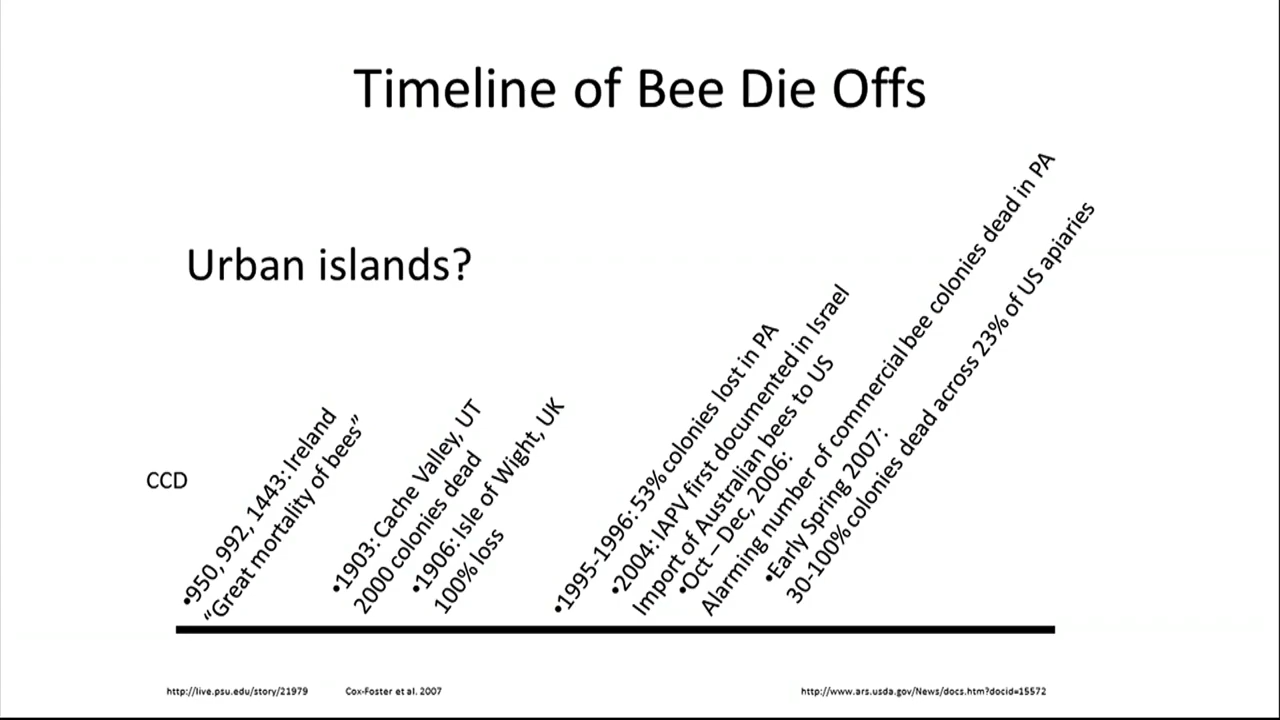 Timeline of Bee Die Offs
Urban islands?
CCD
•950, 992, 1443: Ireland
“Great mortality of bees”
•1903: Cache Valley, UT
2000 colonies dead
•1906: Isle of Wight, UK
100% loss
•1995-1996: 53% colonies lost in PA
•2004: IAPV first documented in Israel
Import of Australian bees to US
•Oct – Dec, 2006:
Alarming number of commercial bee colonies dead in PA
•Early Spring 2007:
30-100% colonies dead across 23% of US apiaries
http://live.psu.edu/story/21979
Cox-Foster et al. 2007
http://www.ars.usda.gov/News/docs.htm?docid=15572